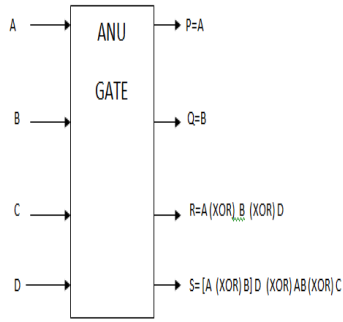 A
ANU
P=A
GATE
B
Q=B
C
R=A (XOR) B (XOR) D
D
S= [A (XOR) B] D (XOR) AB (XOR) C